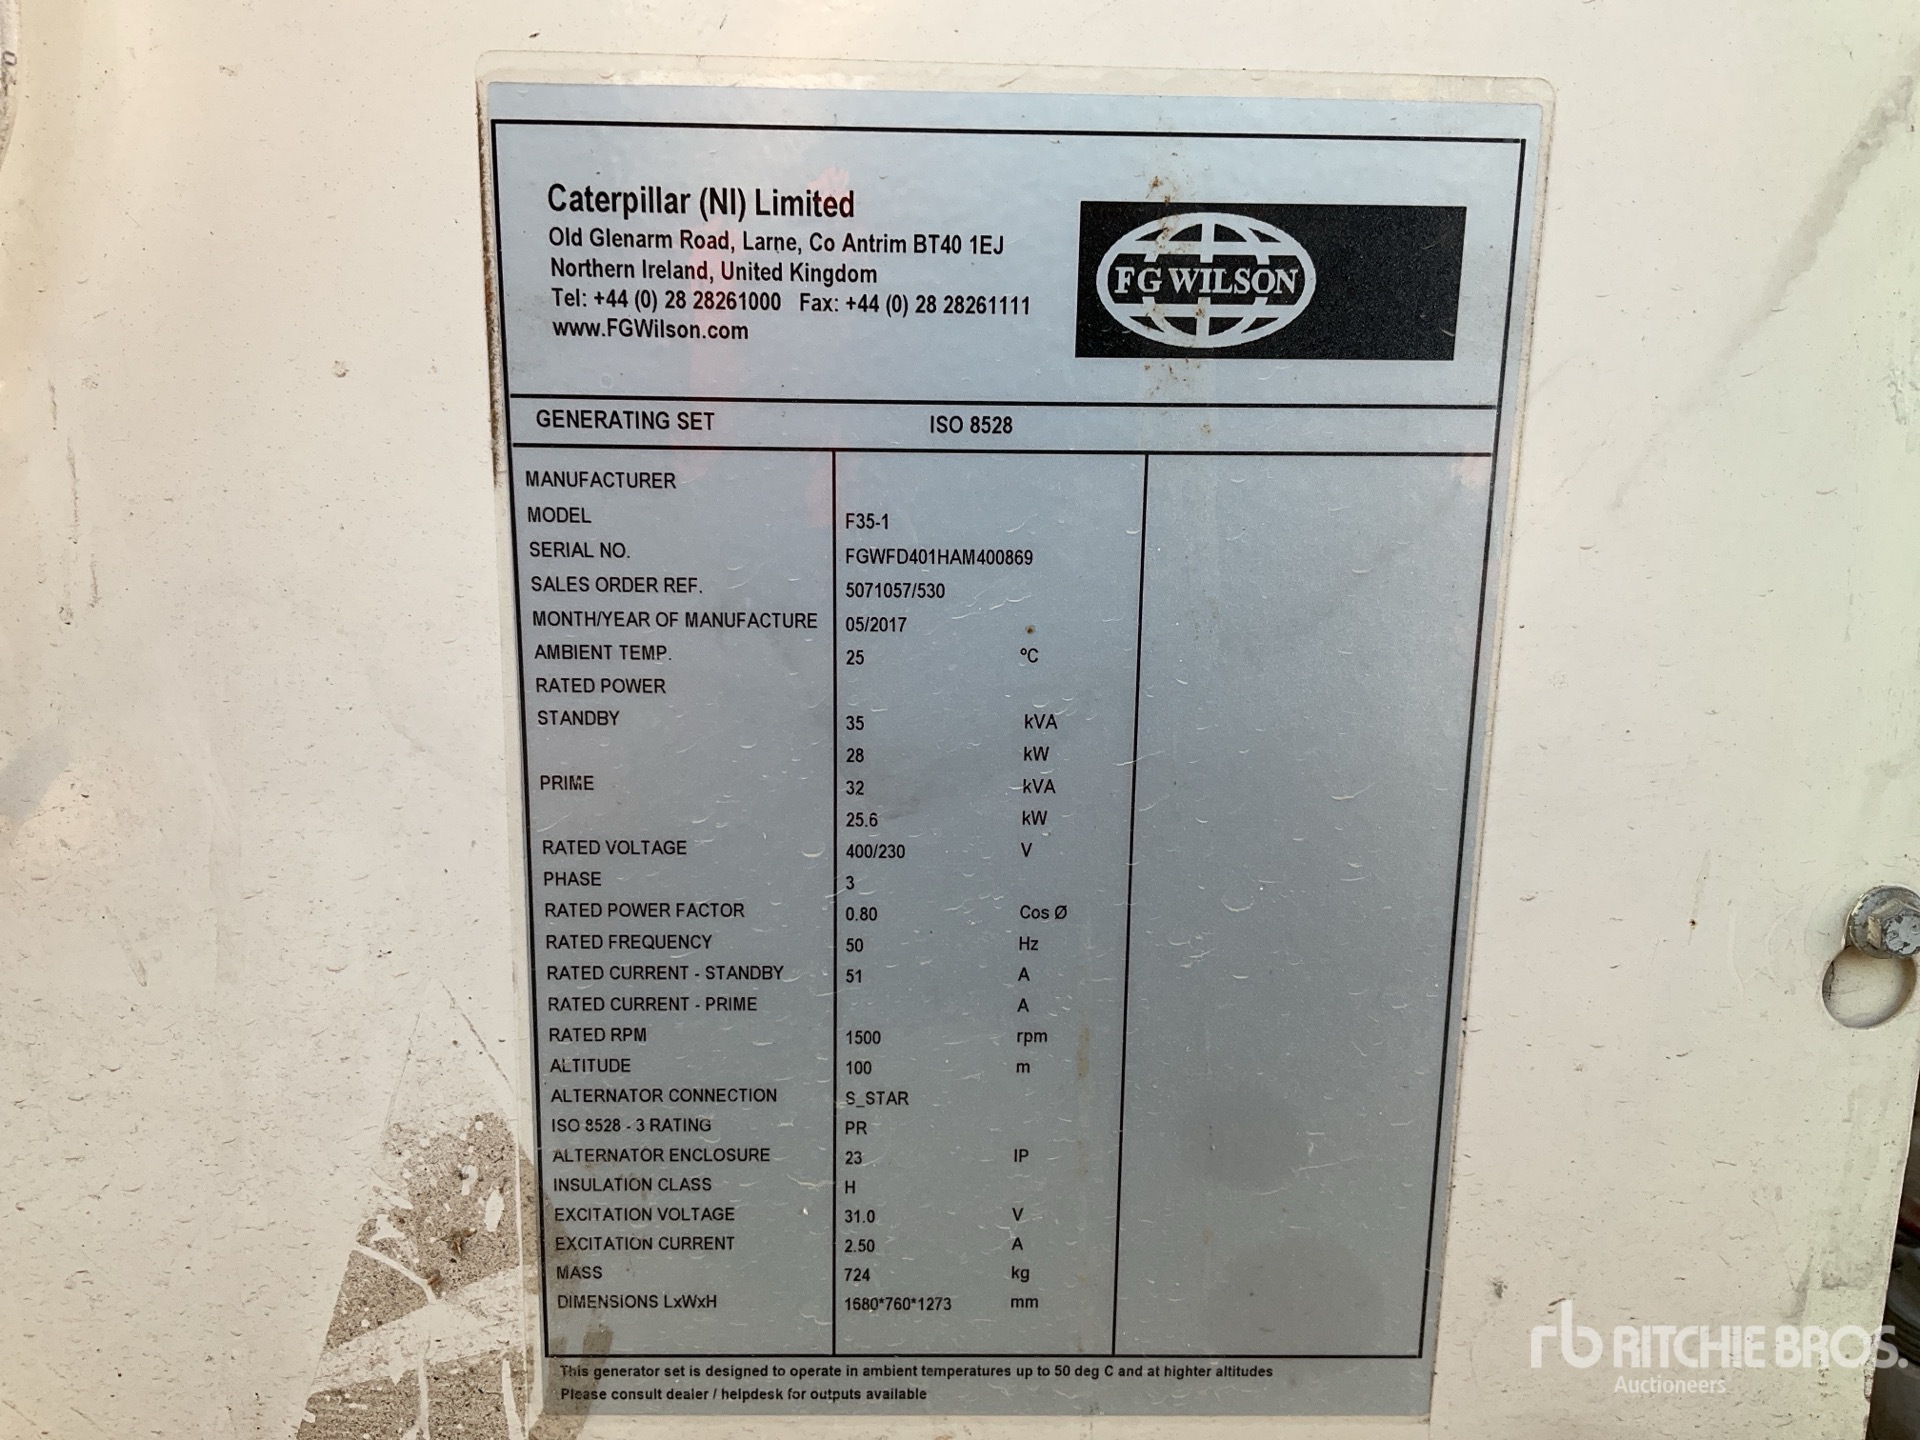 Caterpillar (NI) Limited
Old Glenarm Road, Larne, Co Antrim BT40 1EJ
Northern Ireland, United Kingdom
Tel: +44 (0) 28 28261000 Fax: +44 (0) 28 28261111
www.FGWilson.com
FG WILSON
GENERATING SET ISO 8528
MANUFACTURER
MODEL F35-1
SERIAL NO. FGWFD401HAM400869
SALES ORDER REF. 5071057/530
MONTH/YEAR OF MANUFACTURE 05/2017
AMBIENT TEMP. 25 ºC
RATED POWER
STANDBY 35 kVA
28 kW
PRIME 32 kVA
25.6 kW
RATED VOLTAGE 400/230 V
PHASE 3
RATED POWER FACTOR 0.80 Cos Ø
RATED FREQUENCY 50 Hz
RATED CURRENT - STANDBY 51 A
RATED CURRENT - PRIME A
RATED RPM 1500 rpm
ALTITUDE 100 m
ALTERNATOR CONNECTION S_STAR
ISO 8528 - 3 RATING PR
ALTERNATOR ENCLOSURE 23 IP
INSULATION CLASS H
EXCITATION VOLTAGE 31.0 V
EXCITATION CURRENT 2.50 A
MASS 724 kg
DIMENSIONS LxWxH 1680*760*1273 mm
This generator set is designed to operate in ambient temperatures up to 50 deg C and at highter altitudes
Please consult dealer / helpdesk for outputs available
rb RITCHIE BROS.
Auctioneers